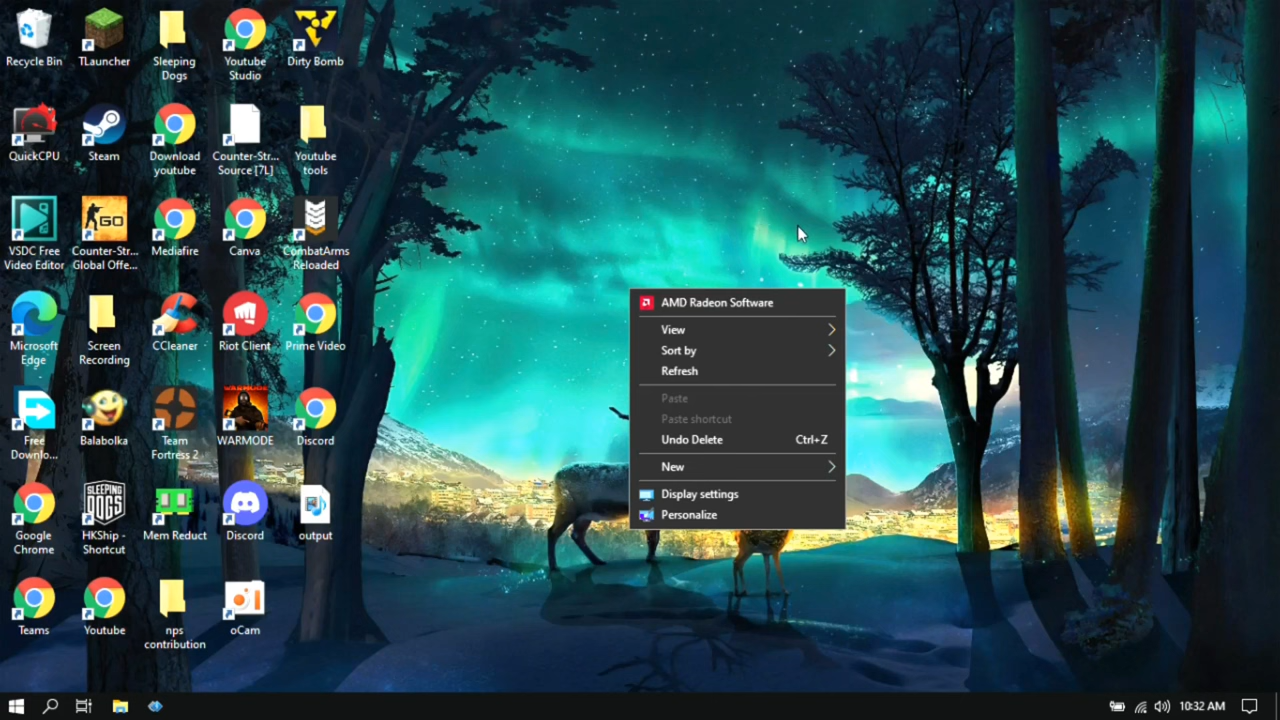 Recycle Bin
TLauncher
Sleeping
Dogs
Youtube
Studio
Dirty Bomb
QuickCPU
Steam
Download
youtube
Counter-Str...
Source [7L]
Youtube
tools
VSDC Free
Video Editor
Counter-Str...
Global Offe...
GO
Mediafire
Canva
CombatArms
Reloaded
Microsoft
Edge
Screen
Recording
CCleaner
Riot Client
Prime Video
Free
Downlo...
Balabolka
Team
Fortress 2
WARMODE
WARMODE
Discord
Google
Chrome
SLEEPING
DOGS
HKShip -
Shortcut
Mem Reduct
Discord
output
Teams
Youtube
nps
contribution
oCam
AMD Radeon Software
View
Sort by
Refresh
Paste
Paste shortcut
Undo Delete Ctrl+Z
New
Display settings
Personalize
10:32 AM